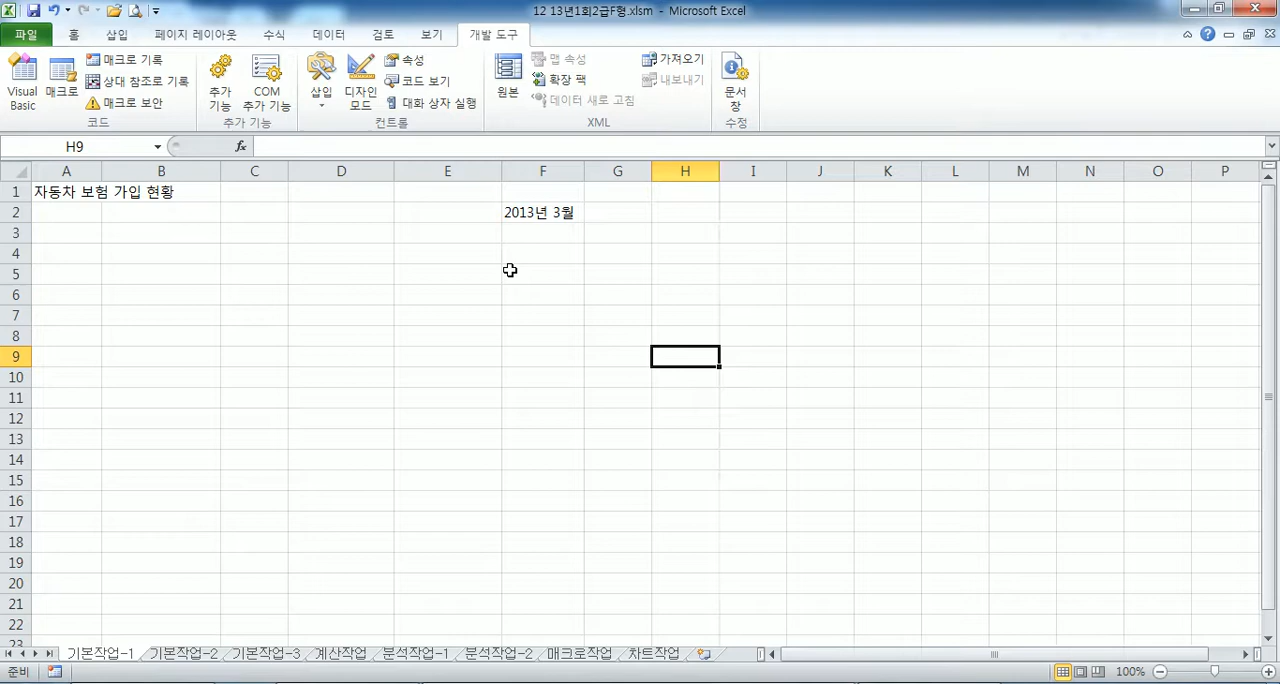 12 13년1회2급F형.xlsm - Microsoft Excel
파일 홈 삽입 페이지 레이아웃 수식 데이터 검토 보기 개발 도구
Visual Basic
매크로
매크로 기록
상대 참조로 기록
매크로 보안
코드
추가 기능
COM 추가 기능
추가 기능
삽입
디자인 모드
속성
코드 보기
대화 상자 실행
컨트롤
원본
맵 속성
확장 팩
데이터 새로 고침
가져오기
내보내기
XML
문서 창
수정
H9 fx
A B C D E F G H I J K L M N O P
1 자동차 보험 가입 현황
2 2013년 3월
3
4
5
6
7
8
9
10
11
12
13
14
15
16
17
18
19
20
21
22
23
기본작업-1 기본작업-2 기본작업-3 계산작업 분석작업-1 분석작업-2 매크로작업 차트작업
준비 100%